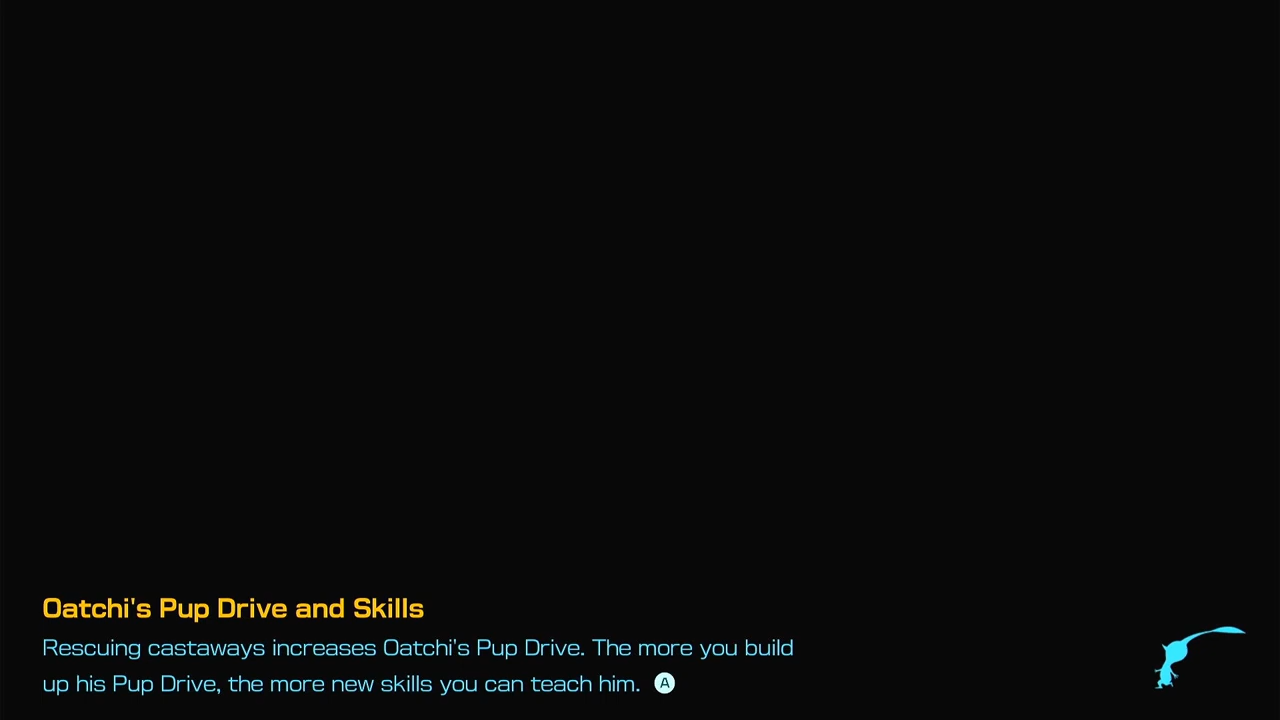 Oatchi's Pup Drive and Skills
Rescuing castaways increases Oatchi's Pup Drive. The more you build
up his Pup Drive, the more new skills you can teach him. A